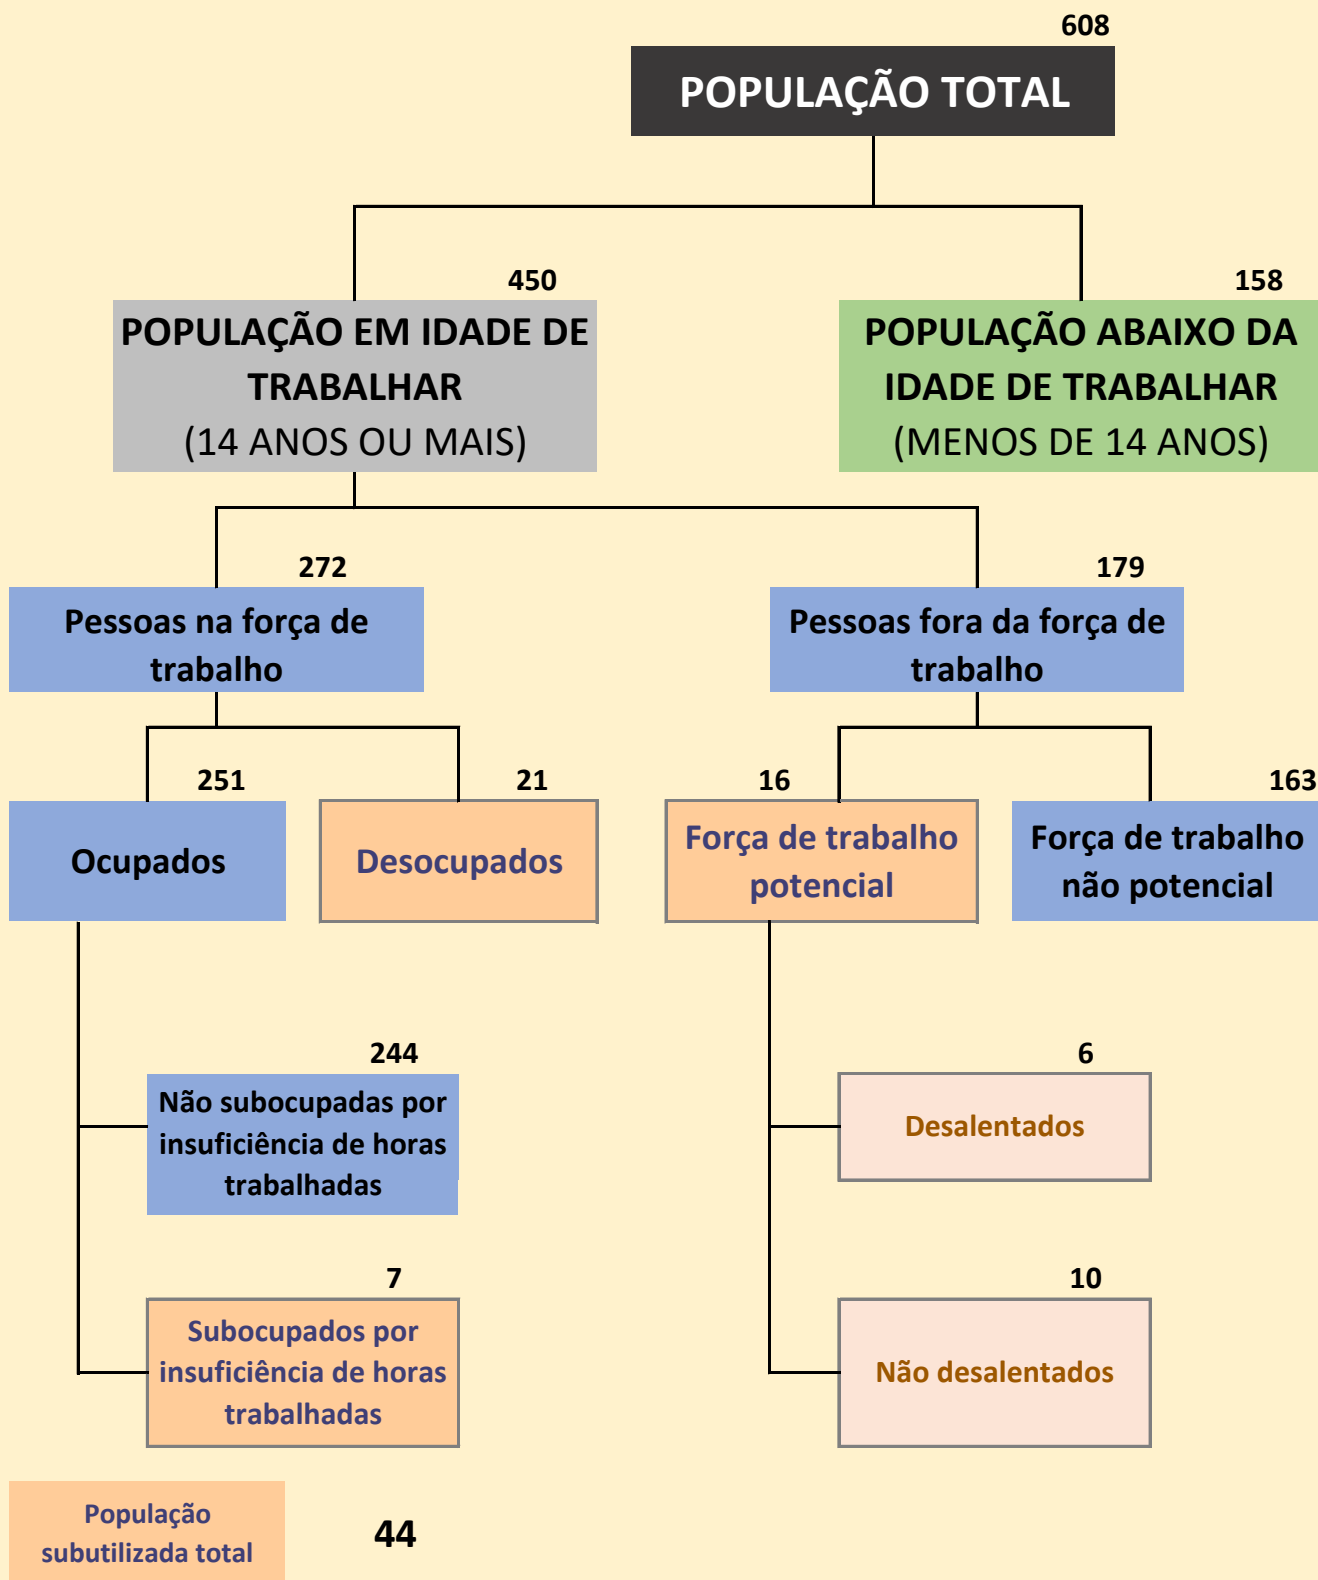 608
POPULAÇÃO TOTAL
450
POPULAÇÃO EM IDADE DE
TRABALHAR
(14 ANOS OU MAIS)
158
POPULAÇÃO ABAIXO DA
IDADE DE TRABALHAR
(MENOS DE 14 ANOS)
272
Pessoas na força de
trabalho
179
Pessoas fora da força de
trabalho
251
Ocupados
21
Desocupados
16
Força de trabalho
potencial
163
Força de trabalho
não potencial
244
Não subocupadas por
insuficiência de horas
trabalhadas
6
Desalentados
7
Subocupados por
insuficiência de horas
trabalhadas
10
Não desalentados
População
subutilizada total
44